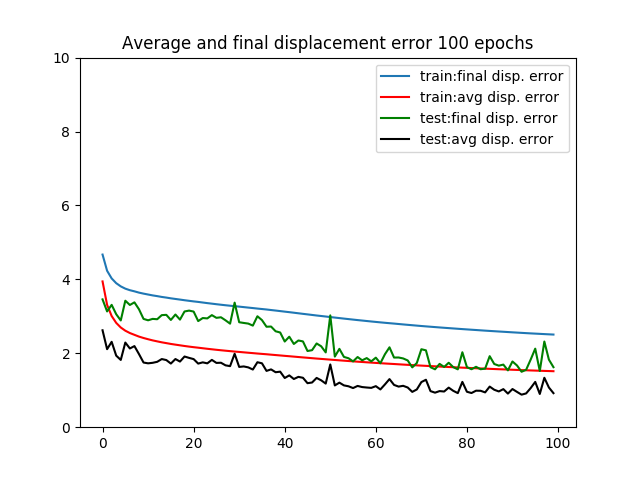 Average and final displacement error 100 epochs
train:final disp. error
train:avg disp. error
test:final disp. error
test:avg disp. error
10
8
6
4
2
0
0 20 40 60 80 100